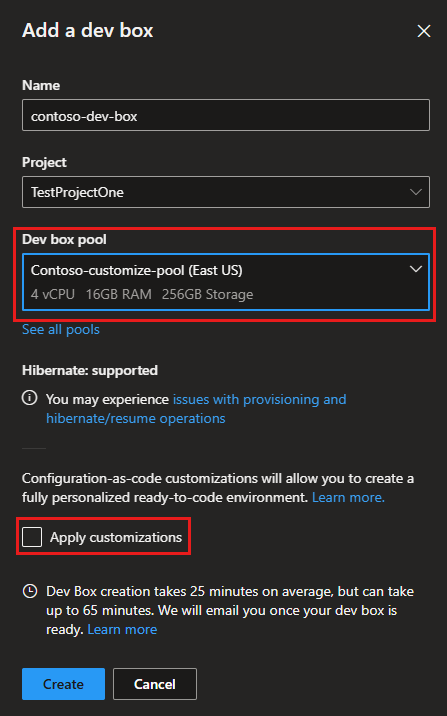 Add a dev box
Name
contoso-dev-box
Project
TestProjectOne
Dev box pool
Contoso-customize-pool (East US)
4 vCPU 16GB RAM 256GB Storage
See all pools
Hibernate: supported
You may experience issues with provisioning and
hibernate/resume operations
Configuration-as-code customizations will allow you to create a
fully personalized ready-to-code environment. Learn more.
Apply customizations
Dev Box creation takes 25 minutes on average, but can take
up to 65 minutes. We will email you once your dev box is
ready. Learn more
Create Cancel